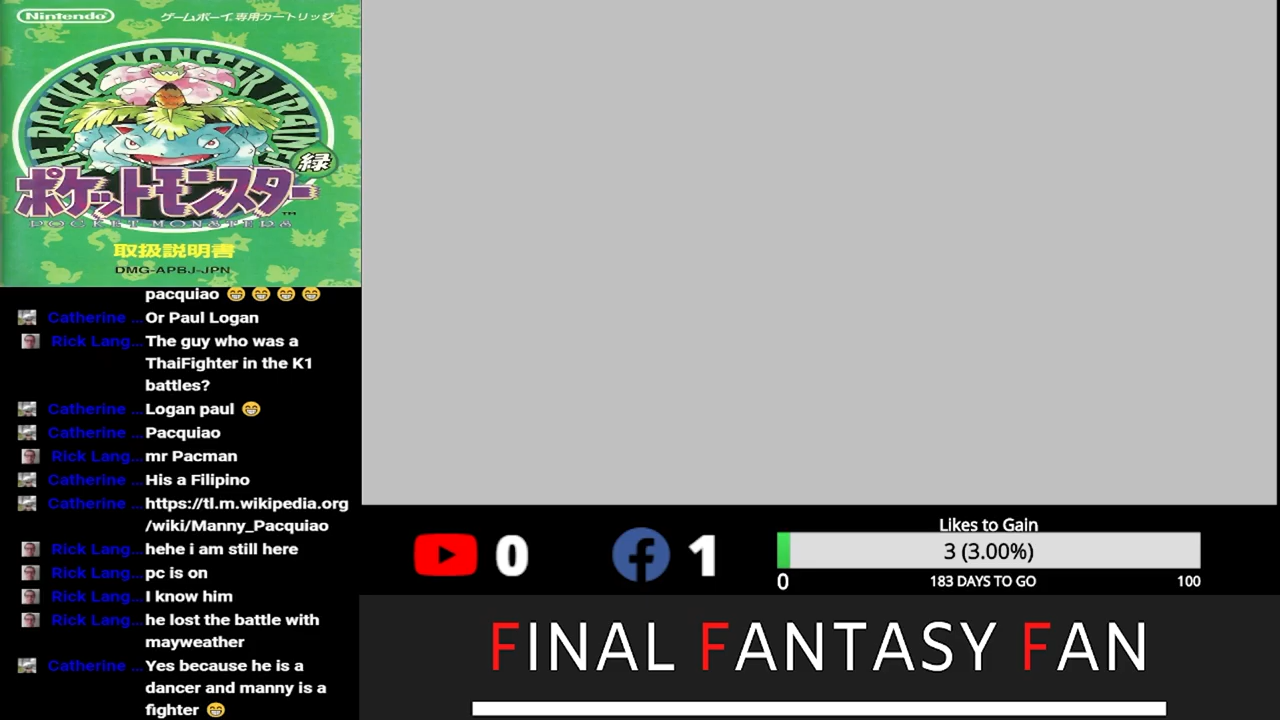 Nintendo
ゲームボーイ専用カートリッジ
THE POCKET MONSTER TRAINER
緑
ポケットモンスター
TM
POCKET MONSTERS
取扱説明書
DMG-APBJ-JPN
pacquiao 😁 😁 😁 😁
Catherine ... Or Paul Logan
Rick Lang... The guy who was a
ThaiFighter in the K1
battles?
Catherine ... Logan paul 😁
Catherine ... Pacquiao
Rick Lang... mr Pacman
Catherine ... His a Filipino
Catherine ... https://tl.m.wikipedia.org
/wiki/Manny_Pacquiao
Rick Lang... hehe i am still here
Rick Lang... pc is on
Rick Lang... I know him
Rick Lang... he lost the battle with
mayweather
Catherine ... Yes because he is a
dancer and manny is a
fighter 😁
0
1
Likes to Gain
3 (3.00%)
0
183 DAYS TO GO
100
FINAL FANTASY FAN